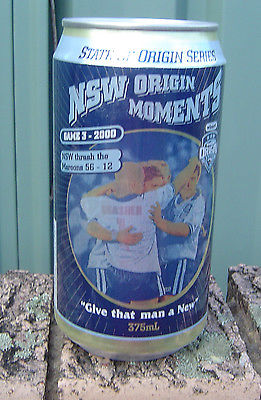 STATE OF ORIGIN SERIES
NSW ORIGIN
MOMENTS
GAME 3 - 2000
NSW thrash the
Maroons 56 - 12
ORIGIN
"Give that man a New"
375mL